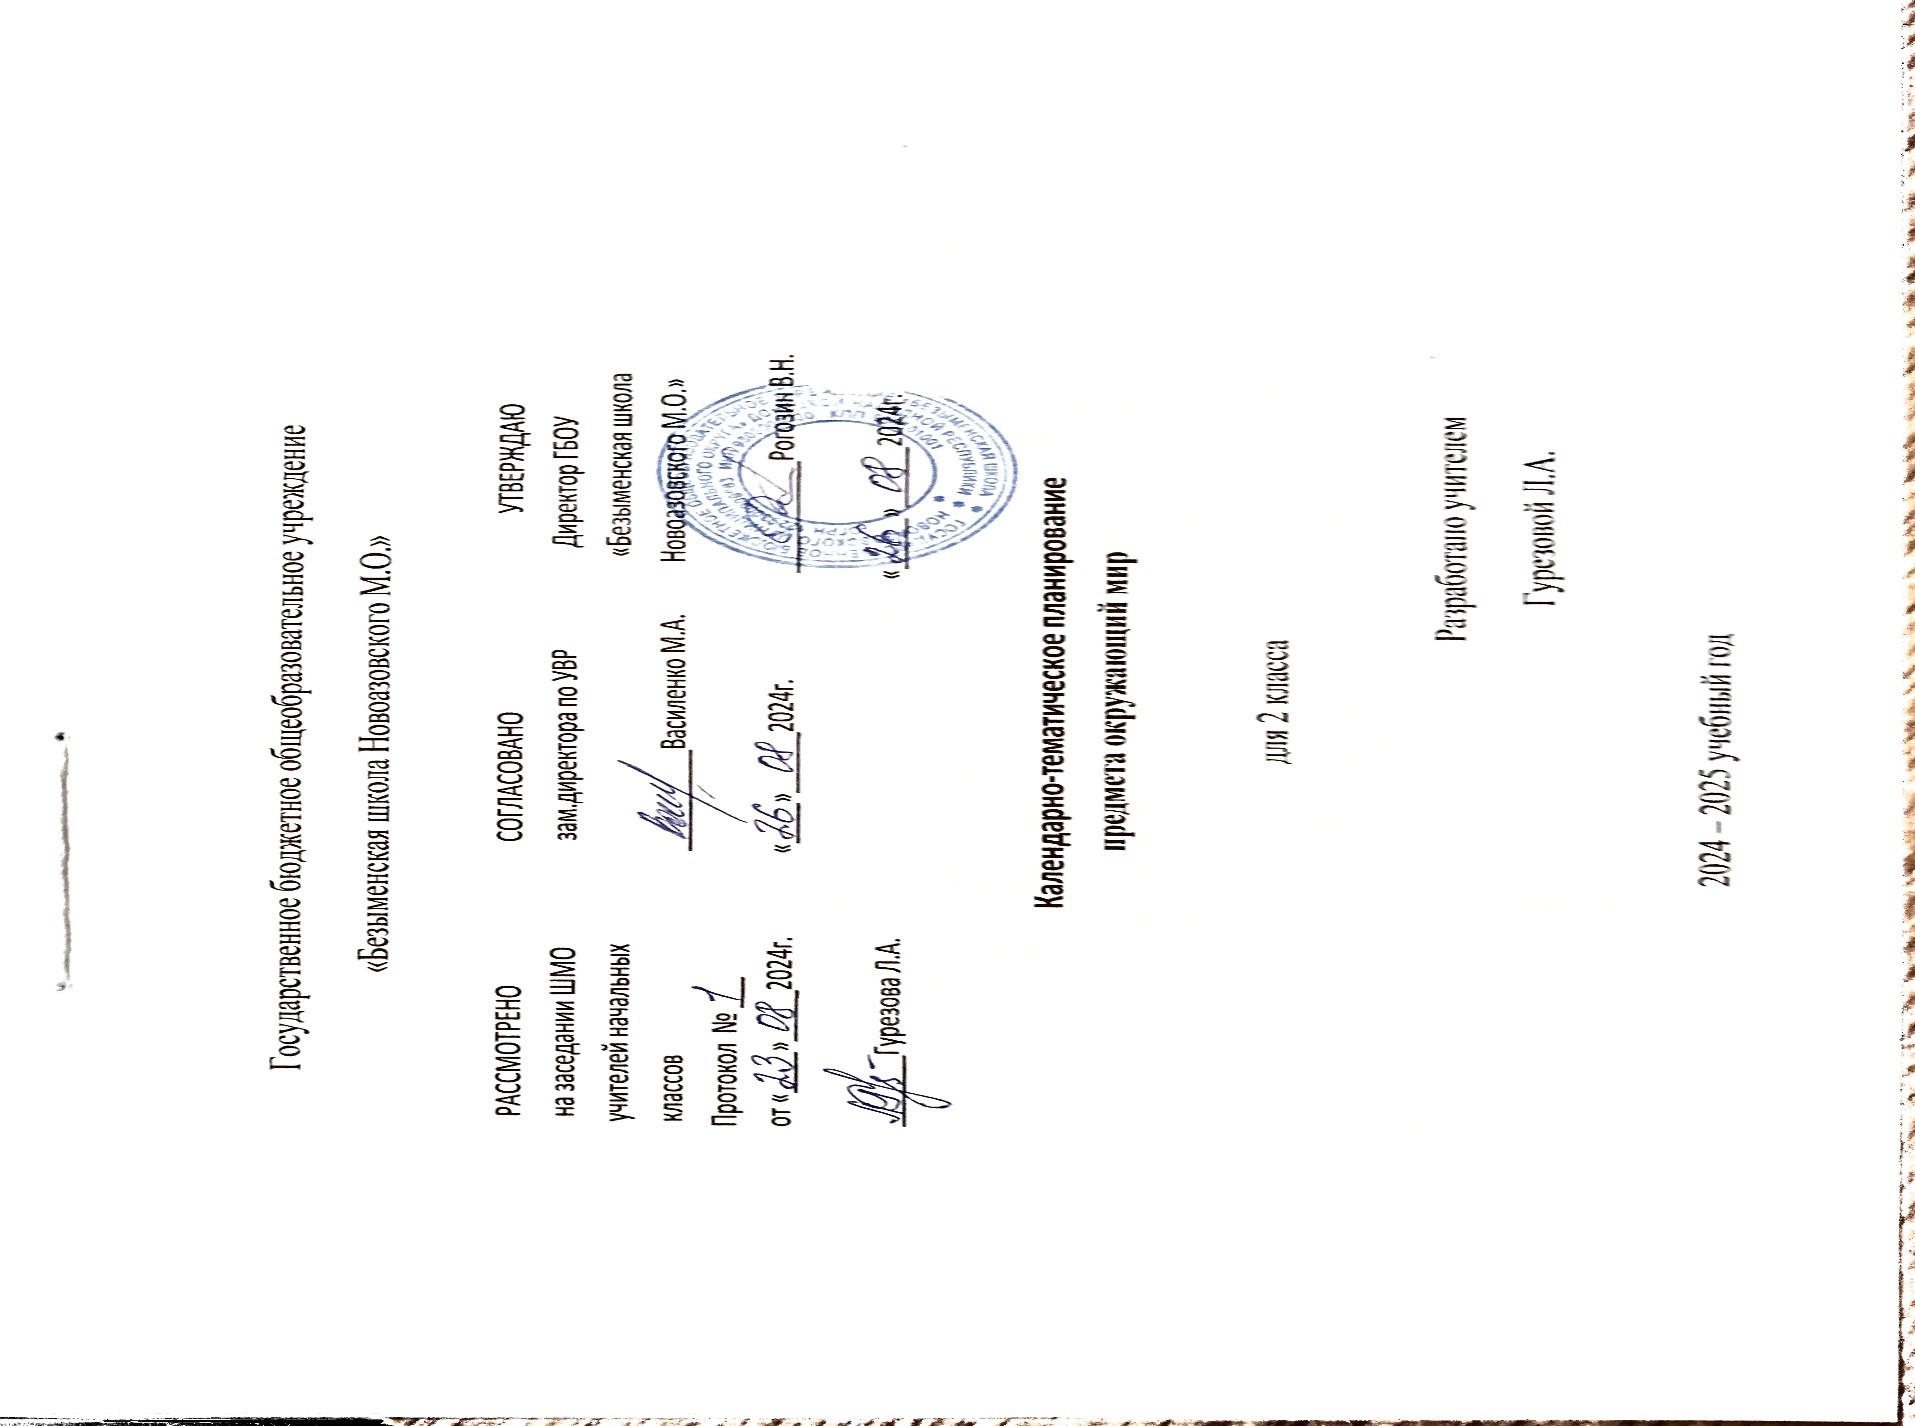 Государственное бюджетное общеобразовательное учреждение
«Безыменская школа Новоазовского М.О.»
РАССМОТРЕНО
на заседании ШМО
учителей начальных
классов
Протокол № 1
от «23» 08 2024г.
Гурезова Л.А.
СОГЛАСОВАНО
зам.директора по УВР
Василенко М.А.
«26» 08 2024г.
УТВЕРЖДАЮ
Директор ГБОУ
«Безыменская школа
Новоазовского М.О.»
Рогозин В.Н.
«26» 08 2024г.
Календарно-тематическое планирование
предмета окружающий мир
для 2 класса
Разработано учителем
Гурезовой Л.А.
2024 – 2025 учебный год